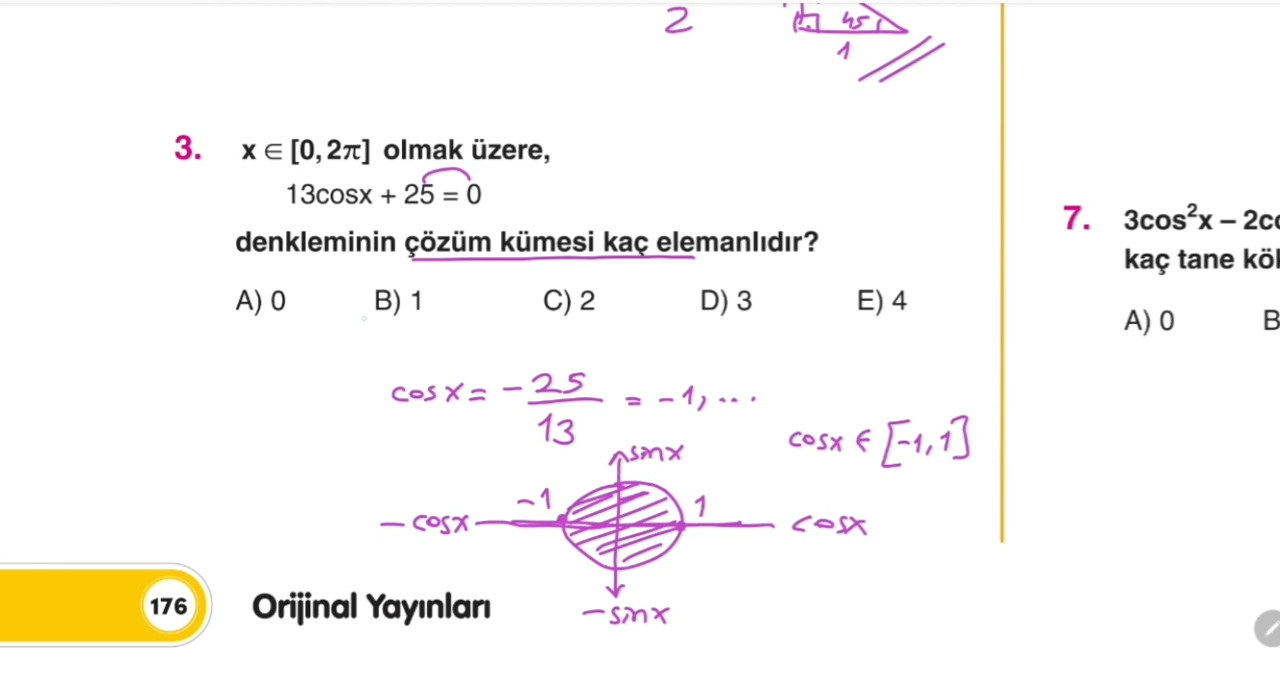 2
45
1
3. x ∈ [0, 2π] olmak üzere,
13cosx + 25 = 0
denkleminin çözüm kümesi kaç elemanlıdır?
A) 0 B) 1 C) 2 D) 3 E) 4
cosx = -25/13 = -1, ...
cosx ∈ [-1, 1]
sinx
-1 1
- cosx cosx
-sinx
176 Orijinal Yayınları
7. 3cos²x – 2co
kaç tane kö
A) 0 B